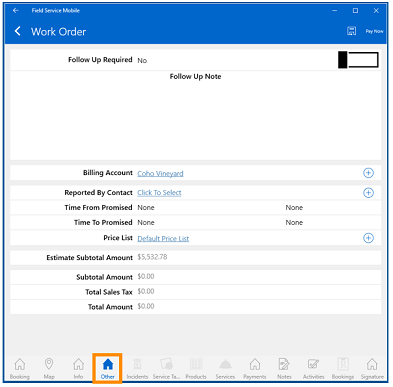 Field Service Mobile
Work Order
Pay Now
Follow Up Required No
Follow Up Note
Billing Account Coho Vineyard
Reported By Contact Click To Select
Time From Promised None None
Time To Promised None None
Price List Default Price List
Estimate Subtotal Amount $5,532.78
Subtotal Amount $0.00
Total Sales Tax $0.00
Total Amount $0.00
Booking Map Info Other Incidents Service Ta... Products Services Payments Notes Activities Bookings Signature